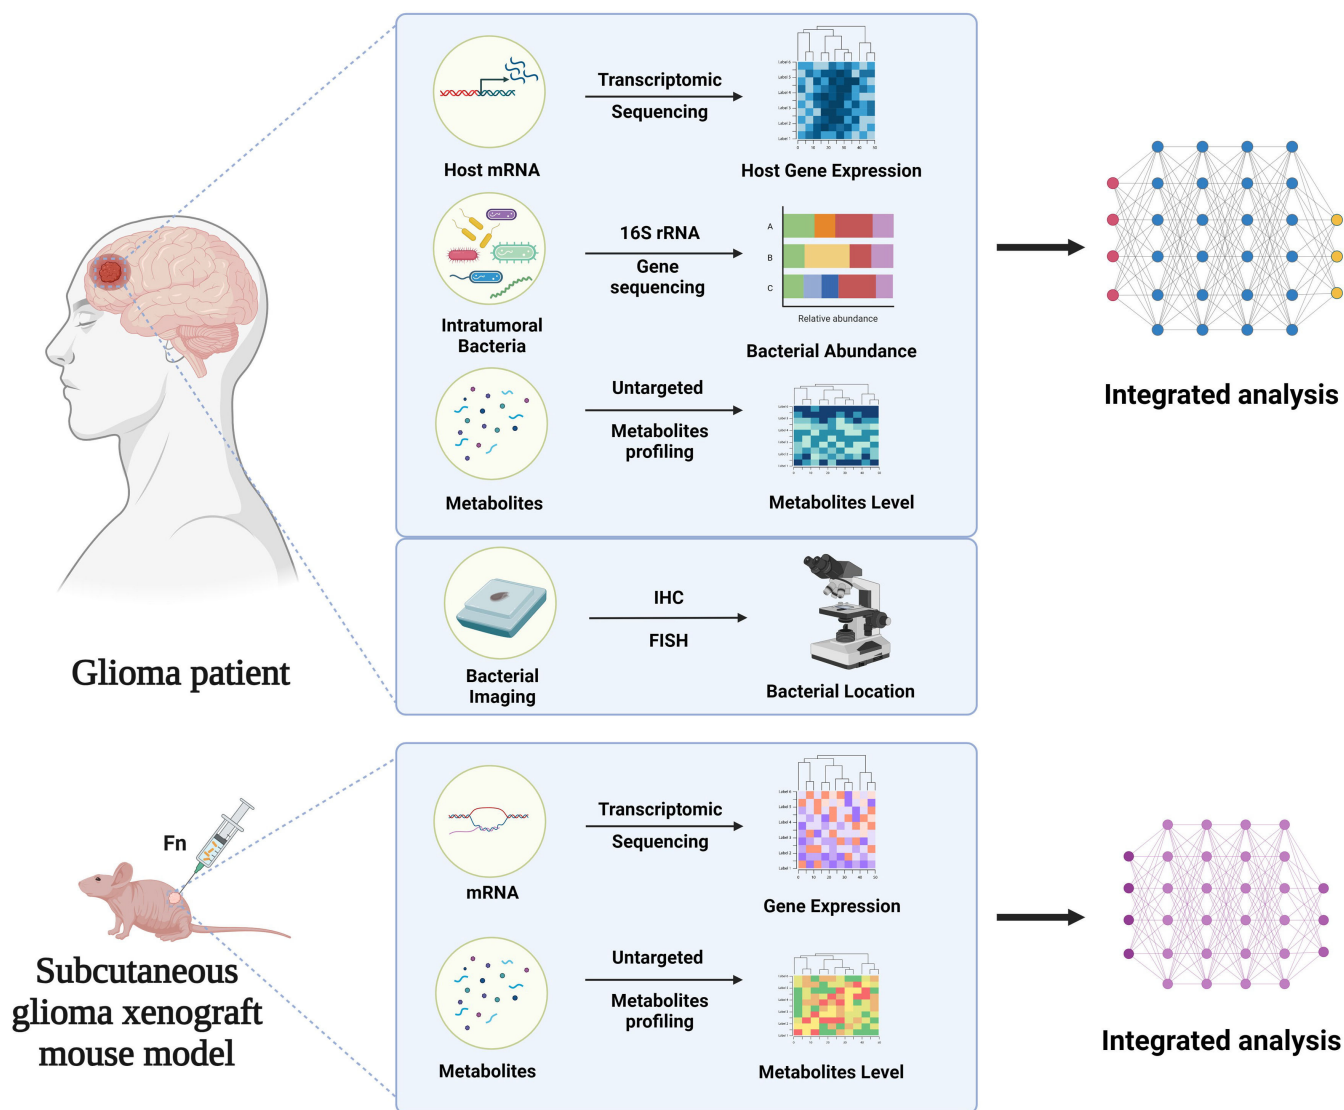 Transcriptomic
Sequencing
Host mRNA
Host Gene Expression
16S rRNA
Gene
sequencing
A
B
C
Relative abundance
Intratumoral
Bacteria
Bacterial Abundance
Untargeted
Metabolites
profiling
Metabolites
Metabolites Level
Integrated analysis
IHC
FISH
Bacterial
Imaging
Bacterial Location
Glioma patient
Transcriptomic
Sequencing
mRNA
Gene Expression
Fn
Untargeted
Metabolites
profiling
Metabolites
Metabolites Level
Subcutaneous
glioma xenograft
mouse model
Integrated analysis